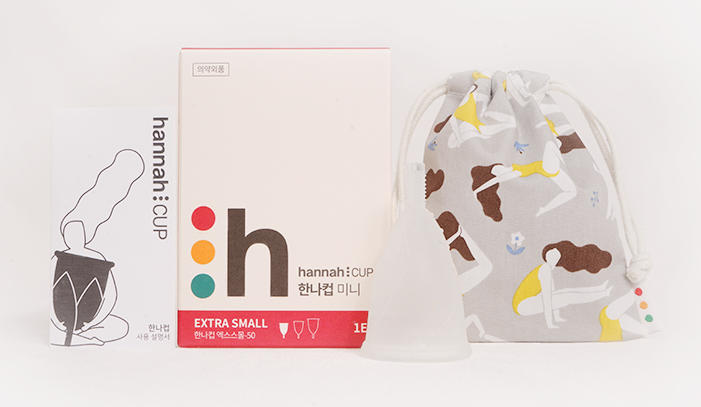 hannah:CUP
한나컵
사용 설명서
의약외품
h
hannah:CUP
한나컵 미니
EXTRA SMALL
한나컵 엑스스몰-50
1E